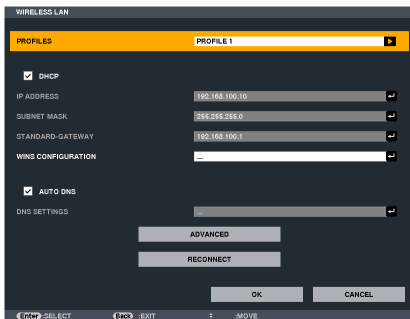 WIRELESS LAN
PROFILES PROFILE 1
DHCP
IP ADDRESS 192.168.100.10
SUBNET MASK 255.255.255.0
STANDARD-GATEWAY 192.168.100.1
WINS CONFIGURATION ...
AUTO DNS
DNS SETTINGS ...
ADVANCED
RECONNECT
OK CANCEL
Enter :SELECT Back :EXIT :MOVE